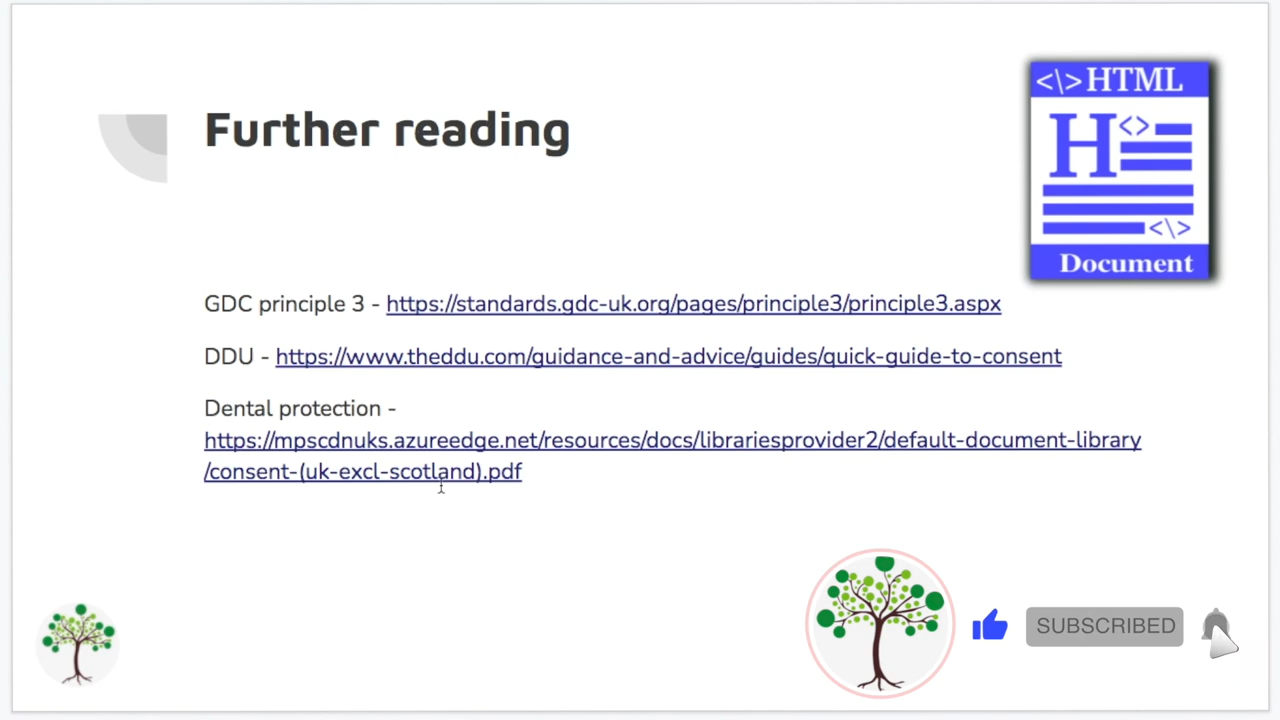 <\>HTML
H<>
<\>
Document
Further reading
GDC principle 3 - https://standards.gdc-uk.org/pages/principle3/principle3.aspx
DDU - https://www.theddu.com/guidance-and-advice/guides/quick-guide-to-consent
Dental protection -
https://mpscdnuks.azureedge.net/resources/docs/librariesprovider2/default-document-library
/consent-(uk-excl-scotland).pdf
SUBSCRIBED